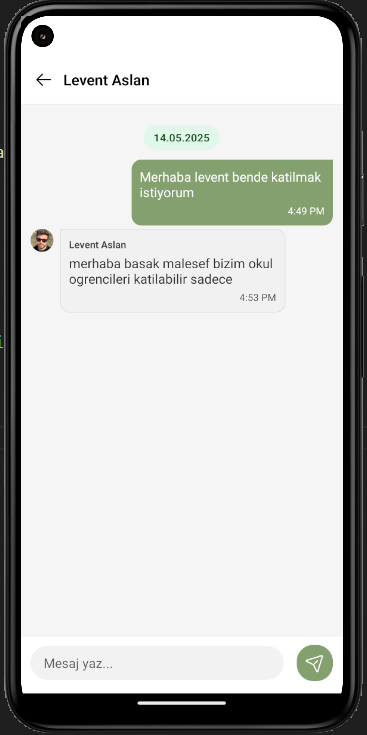 Levent Aslan
14.05.2025
Merhaba levent bende katilmak
istiyorum
4:49 PM
Levent Aslan
merhaba basak malesef bizim okul
ogrencileri katilabilir sadece
4:53 PM
Mesaj yaz...